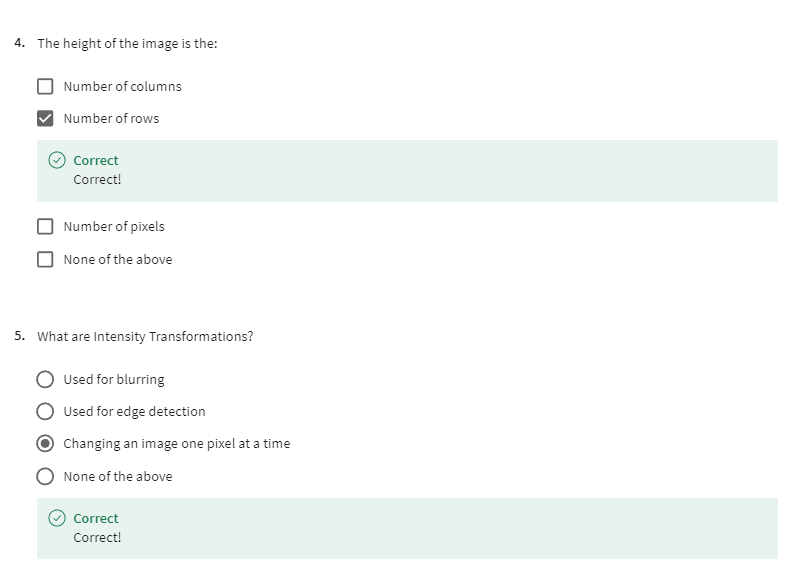 4. The height of the image is the:
Number of columns
Number of rows
Correct
Correct!
Number of pixels
None of the above
5. What are Intensity Transformations?
Used for blurring
Used for edge detection
Changing an image one pixel at a time
None of the above
Correct
Correct!